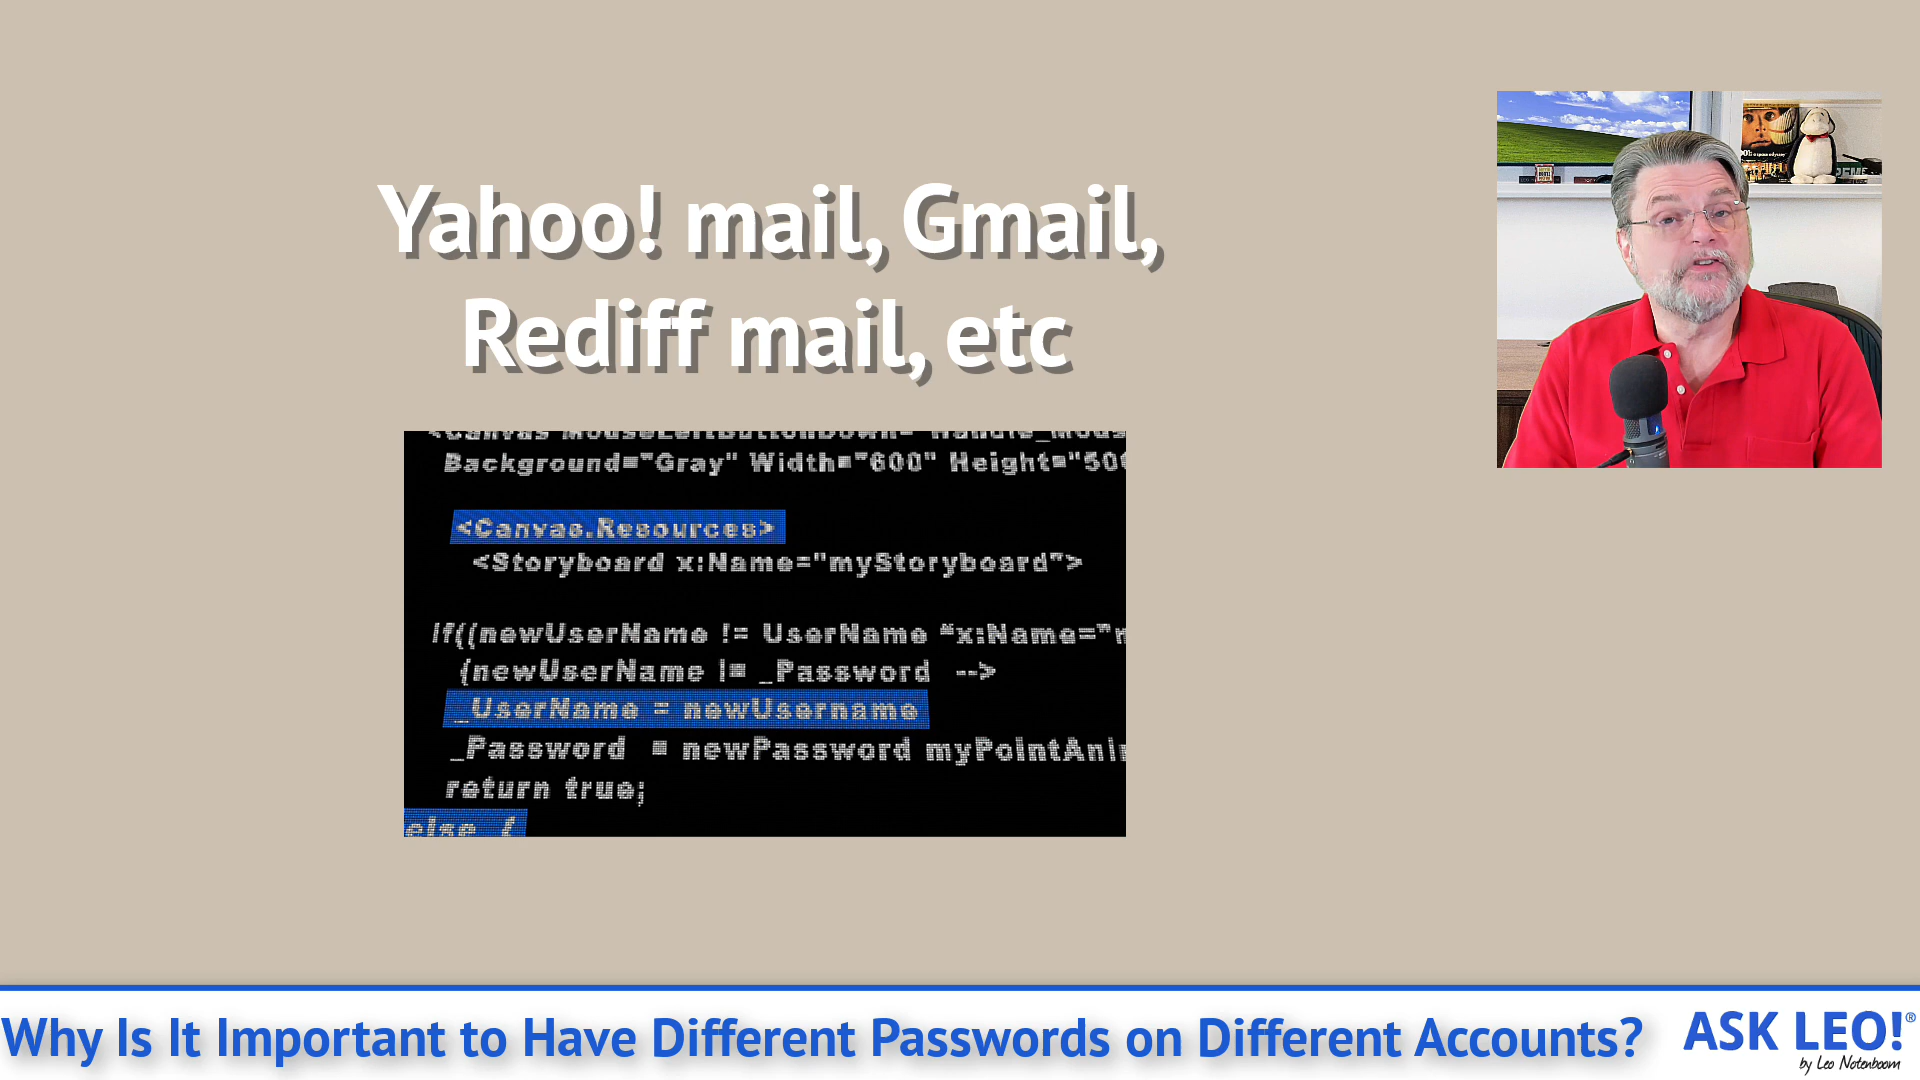 Yahoo! mail, Gmail,
Rediff mail, etc
Background="Gray" Width="600" Height="500
<Canvas.Resources>
<Storyboard x:Name="myStoryboard">
If((newUserName != UserName "x:Name="
(newUserName != _Password -->
_UserName = newUsername
_Password = newPassword
return true;
else {
Why Is It Important to Have Different Passwords on Different Accounts?
ASK LEO!®
by Leo Notenboom